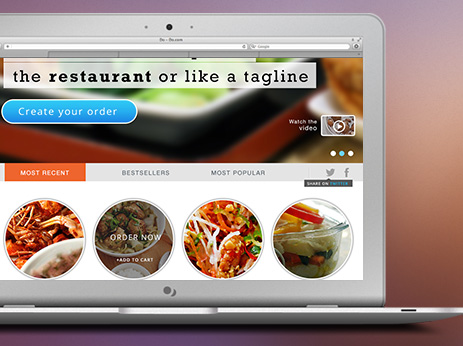 the restaurant or like a tagline
Create your order
Watch the
video
MOST RECENT
BESTSELLERS
MOST POPULAR
SHARE ON TWITTER
ORDER NOW
+ADD TO CART